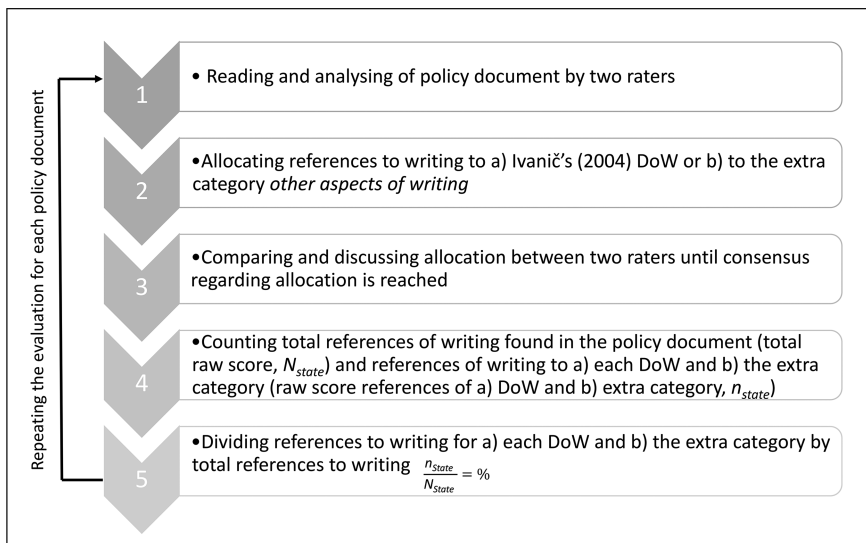 Repeating the evaluation for each policy document
1
• Reading and analysing of policy document by two raters
2
•Allocating references to writing to a) Ivanič’s (2004) DoW or b) to the extra
category other aspects of writing
3
•Comparing and discussing allocation between two raters until consensus
regarding allocation is reached
4
•Counting total references of writing found in the policy document (total
raw score, N_state) and references of writing to a) each DoW and b) the extra
category (raw score references of a) DoW and b) extra category, n_state)
5
•Dividing references to writing for a) each DoW and b) the extra category by
total references to writing n_State/N_State = %